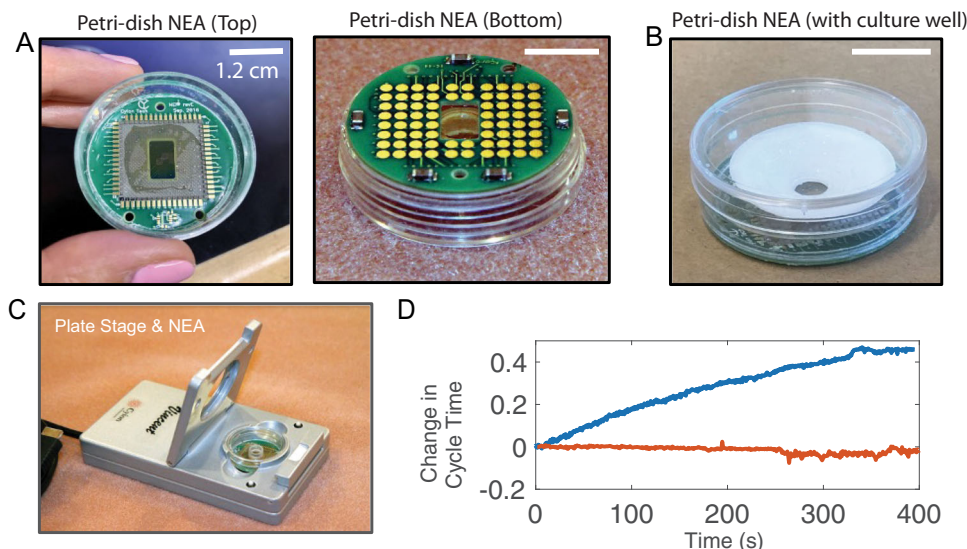 Petri-dish NEA (Top)
Petri-dish NEA (Bottom)
Petri-dish NEA (with culture well)
A
B
1.2 cm
C
Plate Stage & NEA
Vincent
D
Change in
Cycle Time
0.4
0.2
0
-0.2
0
100
200
300
400
Time (s)